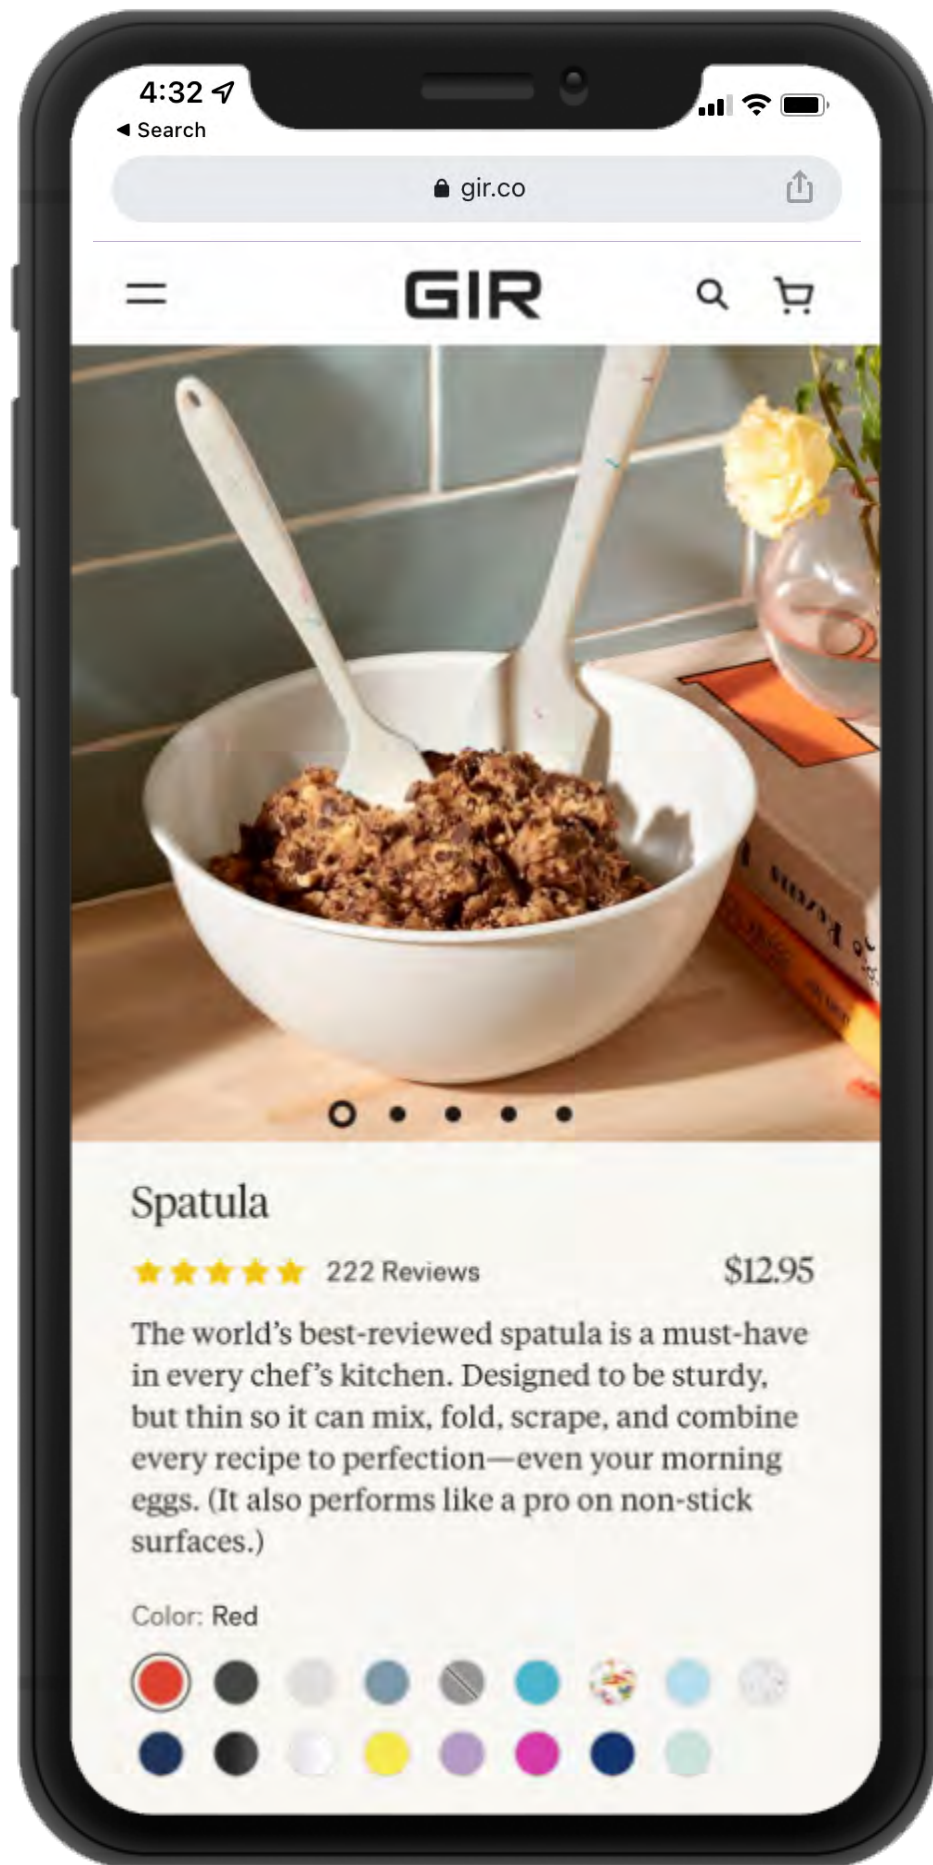 4:32
Search
gir.co
GIR
Spatula
222 Reviews
$12.95
The world's best-reviewed spatula is a must-have
in every chef's kitchen. Designed to be sturdy,
but thin so it can mix, fold, scrape, and combine
every recipe to perfection—even your morning
eggs. (It also performs like a pro on non-stick
surfaces.)
Color: Red